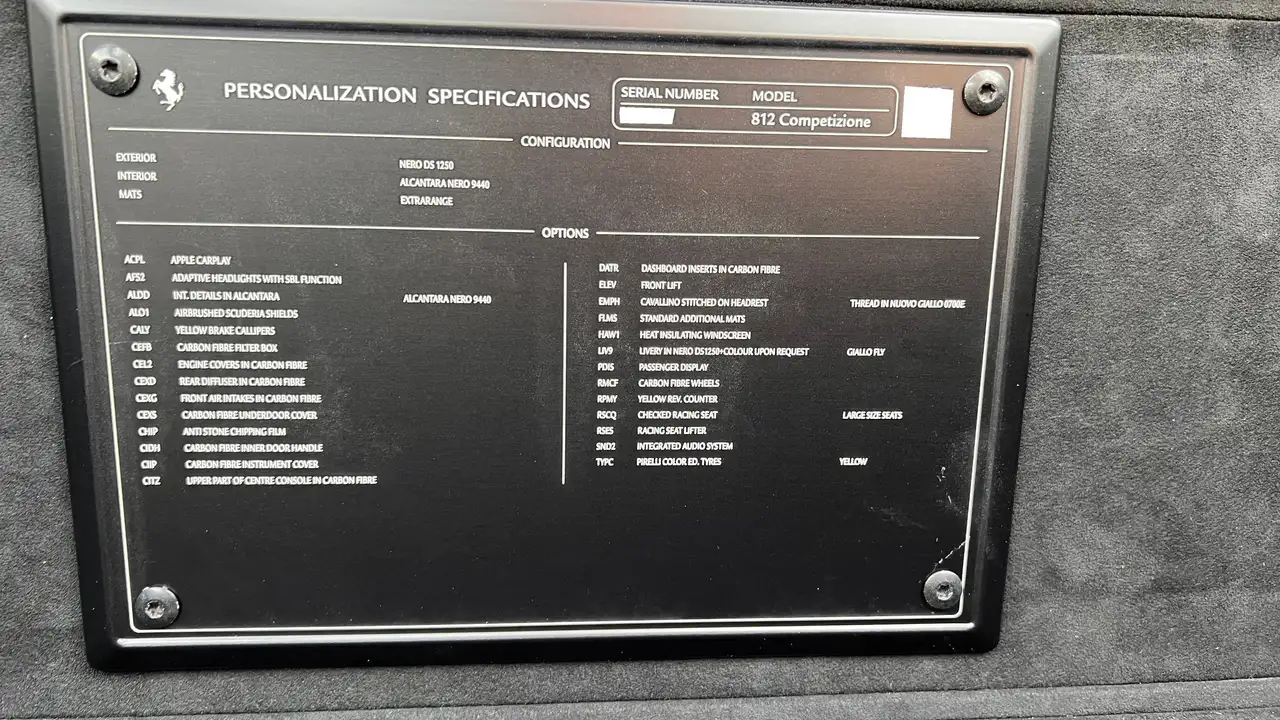 PERSONALIZATION SPECIFICATIONS
SERIAL NUMBER MODEL
812 Competizione
CONFIGURATION
EXTERIOR NERO DS 1250
INTERIOR ALCANTARA NERO 9440
MATS EXTRARANGE
OPTIONS
ACPL APPLE CARPLAY
AFS2 ADAPTIVE HEADLIGHTS WITH SBL FUNCTION
ALDD INT. DETAILS IN ALCANTARA ALCANTARA NERO 9440
ALO1 AIRBRUSHED SCUDERIA SHIELDS
CALY YELLOW BRAKE CALLIPERS
CEFB CARBON FIBRE FILTER BOX
CEL2 ENGINE COVERS IN CARBON FIBRE
CEXD REAR DIFFUSER IN CARBON FIBRE
CEXG FRONT AIR INTAKES IN CARBON FIBRE
CEXS CARBON FIBRE UNDERDOOR COVER
CHIP ANTI STONE CHIPPING FILM
CIDH CARBON FIBRE INNER DOOR HANDLE
CIIP CARBON FIBRE INSTRUMENT COVER
CITZ UPPER PART OF CENTRE CONSOLE IN CARBON FIBRE
DATR DASHBOARD INSERTS IN CARBON FIBRE
ELEV FRONT LIFT
EMPH CAVALLINO STITCHED ON HEADREST THREAD IN NUOVO GIALLO 0700E
FLMS STANDARD ADDITIONAL MATS
HAW1 HEAT INSULATING WINDSCREEN
LIV9 LIVERY IN NERO DS1250+COLOUR UPON REQUEST GIALLO FLY
PDIS PASSENGER DISPLAY
RMCF CARBON FIBRE WHEELS
RPMY YELLOW REV. COUNTER
RSCQ CHECKED RACING SEAT LARGE SIZE SEATS
RSES RACING SEAT LIFTER
SND2 INTEGRATED AUDIO SYSTEM
TYPC PIRELLI COLOR ED. TYRES YELLOW